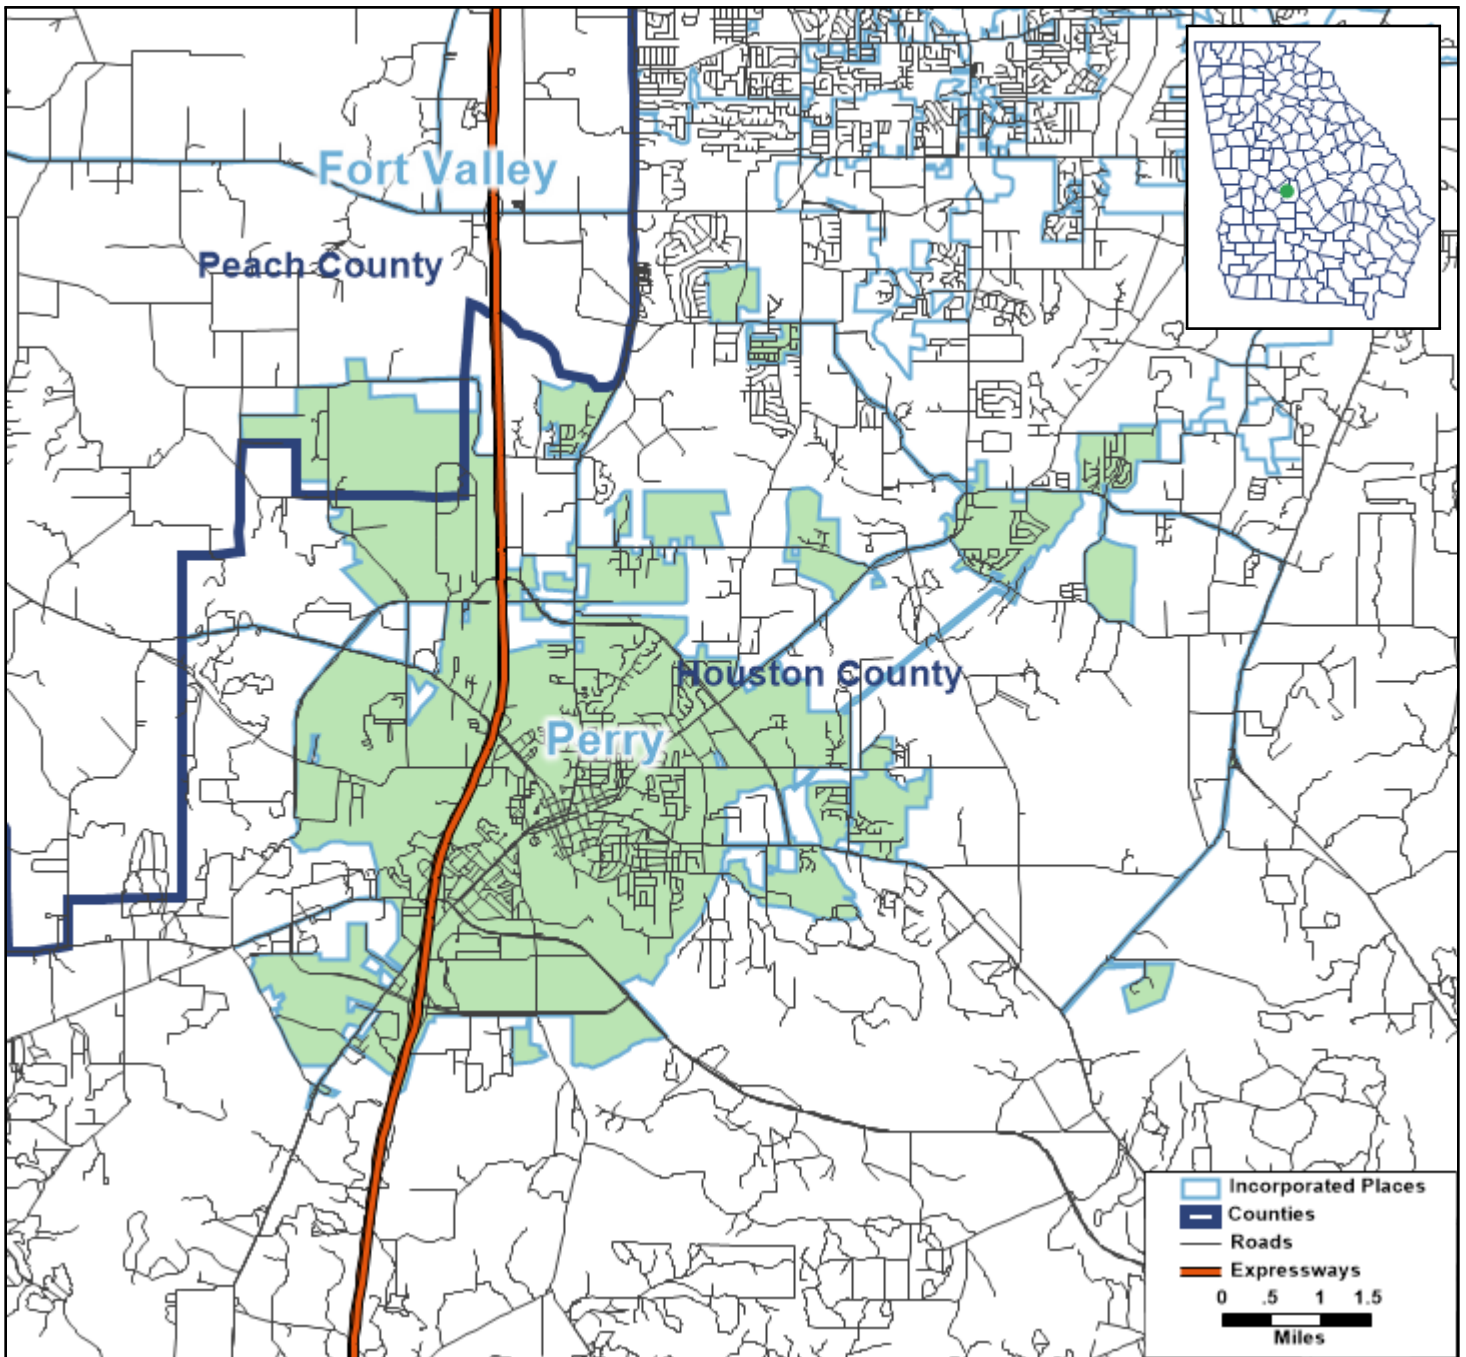 Fort Valley
Peach County
Houston County
Perry
Incorporated Places
Counties
Roads
Expressways
0 .5 1 1.5
Miles